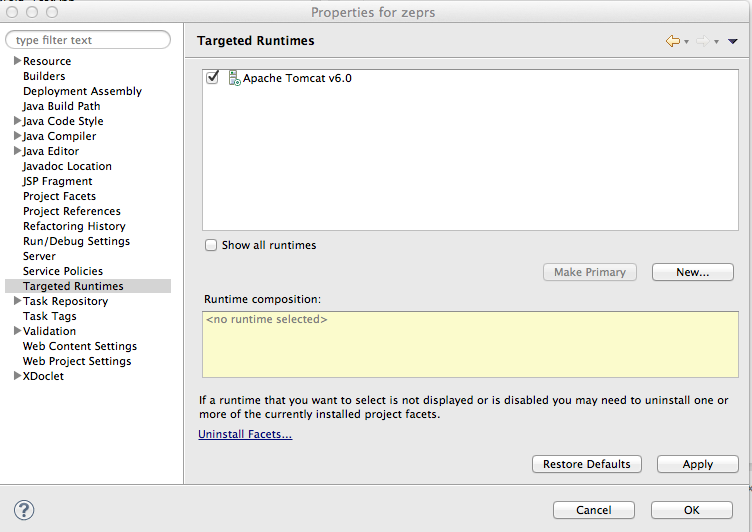 Properties for zeprs
type filter text
Resource
Builders
Deployment Assembly
Java Build Path
Java Code Style
Java Compiler
Java Editor
Javadoc Location
JSP Fragment
Project Facets
Project References
Refactoring History
Run/Debug Settings
Server
Service Policies
Targeted Runtimes
Task Repository
Task Tags
Validation
Web Content Settings
Web Project Settings
XDoclet
Targeted Runtimes
Apache Tomcat v6.0
Show all runtimes
Make Primary
New...
Runtime composition:
<no runtime selected>
If a runtime that you want to select is not displayed or is disabled you may need to uninstall one or
more of the currently installed project facets.
Uninstall Facets...
Restore Defaults
Apply
?
Cancel
OK